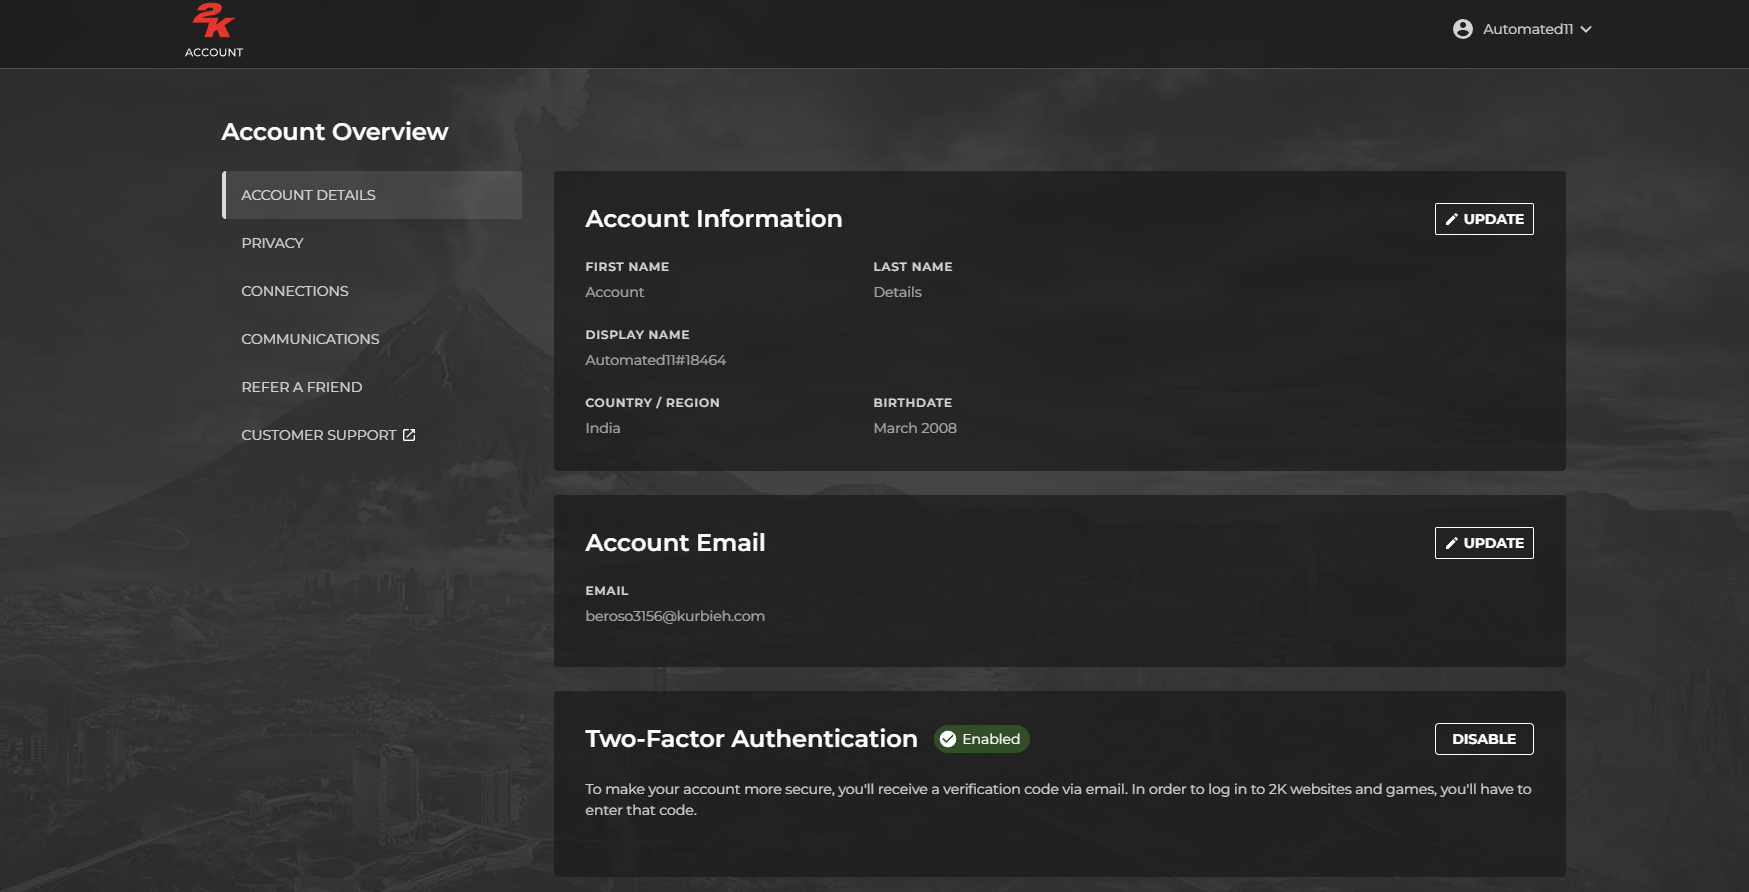 2K
ACCOUNT
Automated11
Account Overview
ACCOUNT DETAILS
PRIVACY
CONNECTIONS
COMMUNICATIONS
REFER A FRIEND
CUSTOMER SUPPORT
Account Information
UPDATE
FIRST NAME
LAST NAME
Account
Details
DISPLAY NAME
Automated11#18464
COUNTRY / REGION
BIRTHDATE
India
March 2008
Account Email
UPDATE
EMAIL
beroso3156@kurbieh.com
Two-Factor Authentication
Enabled
DISABLE
To make your account more secure, you'll receive a verification code via email. In order to log in to 2K websites and games, you'll have to
enter that code.